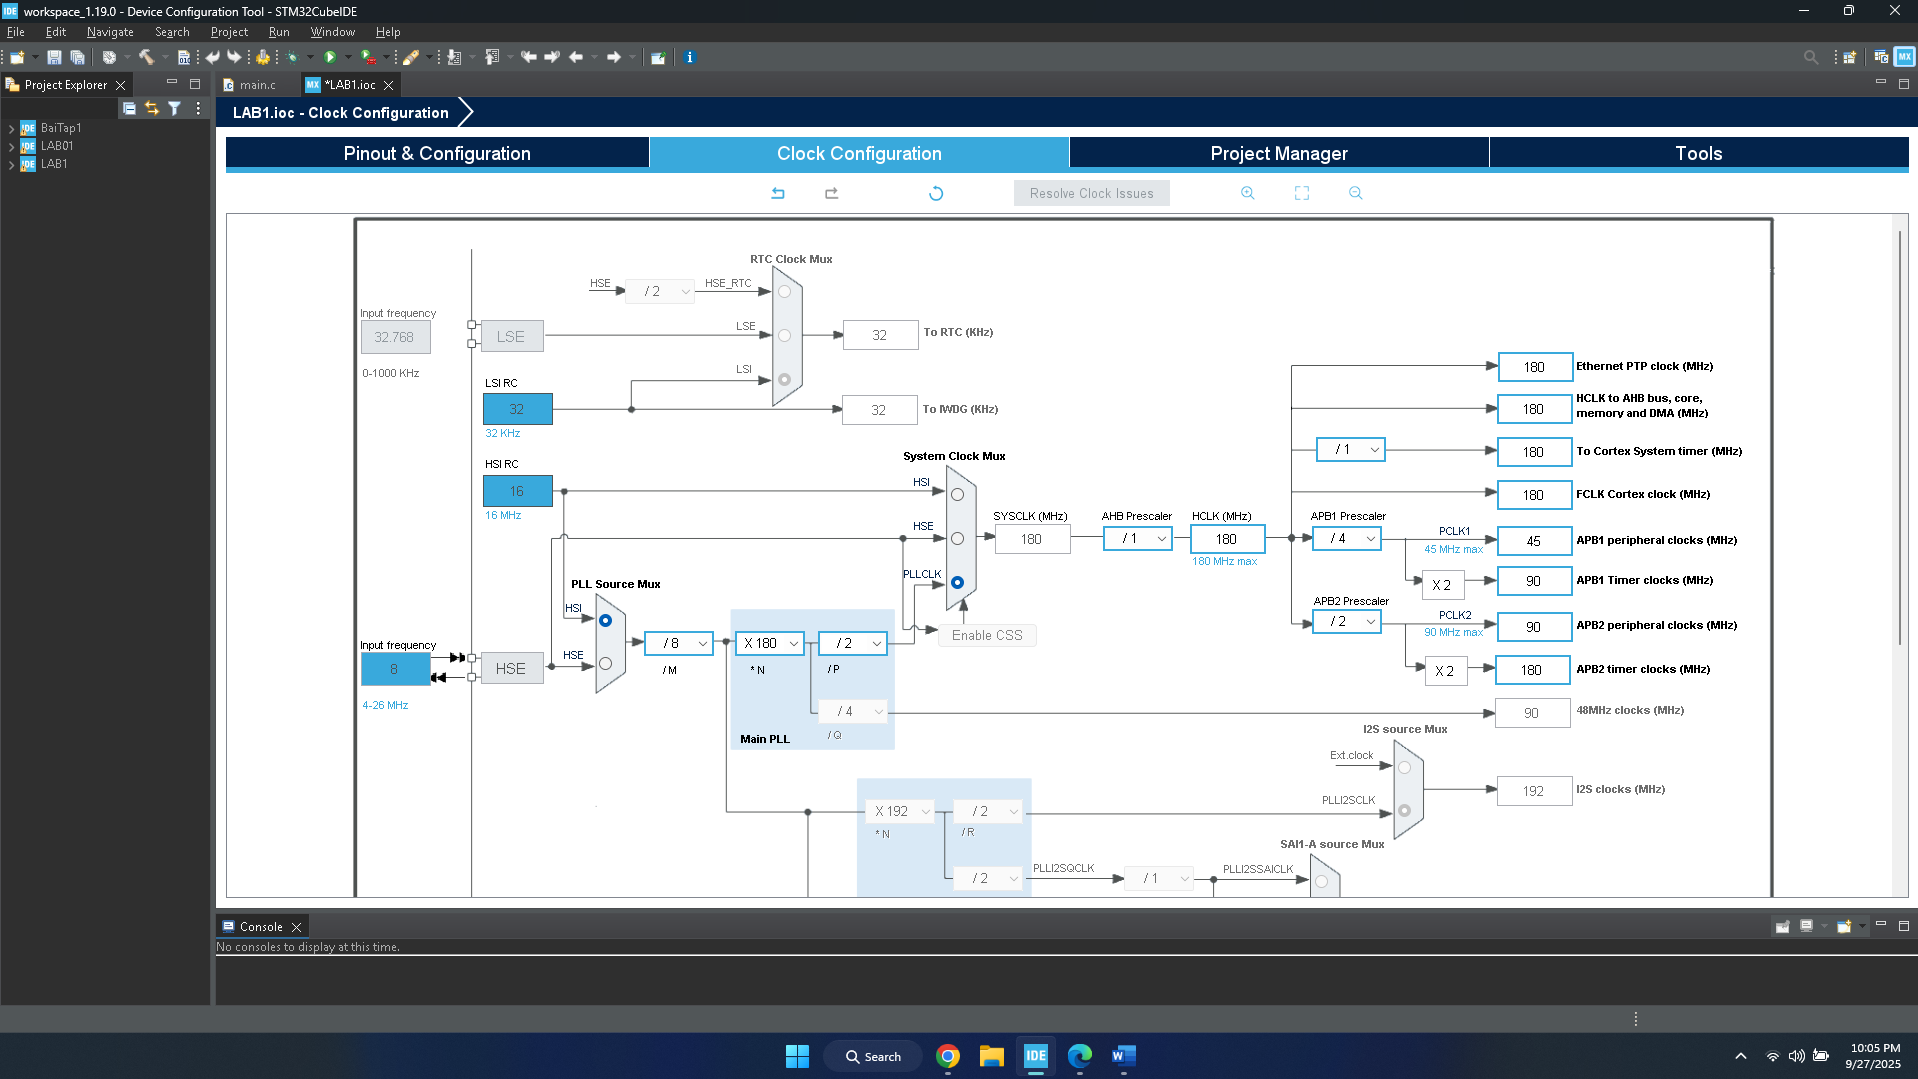 workspace_1.19.0 - Device Configuration Tool - STM32CubeIDE
File Edit Navigate Search Project Run Window Help
Project Explorer
main.c
*LAB1.ioc
BaiTap1
LAB01
LAB1
LAB1.ioc - Clock Configuration
Pinout & Configuration
Clock Configuration
Project Manager
Tools
Resolve Clock Issues
RTC Clock Mux
HSE
/ 2
HSE_RTC
Input frequency
32.768
0-1000 KHz
LSE
LSE
32
To RTC (KHz)
LSI
LSI RC
32
32 KHz
32
To IWDG (KHz)
HSI RC
16
16 MHz
System Clock Mux
HSI
HSE
PLLCLK
SYSCLK (MHz)
180
AHB Prescaler
/ 1
HCLK (MHz)
180
180 MHz max
Enable CSS
180
Ethernet PTP clock (MHz)
180
HCLK to AHB bus, core,
memory and DMA (MHz)
/ 1
180
To Cortex System timer (MHz)
180
FCLK Cortex clock (MHz)
APB1 Prescaler
/ 4
PCLK1
45 MHz max
45
APB1 peripheral clocks (MHz)
X 2
90
APB1 Timer clocks (MHz)
APB2 Prescaler
/ 2
PCLK2
90 MHz max
90
APB2 peripheral clocks (MHz)
X 2
180
APB2 timer clocks (MHz)
PLL Source Mux
HSI
HSE
Input frequency
8
4-26 MHz
HSE
/ 8
/ M
X 180
* N
/ 2
/ P
/ 4
/ Q
Main PLL
90
48MHz clocks (MHz)
I2S source Mux
Ext.clock
PLLI2SCLK
192
I2S clocks (MHz)
X 192
* N
/ 2
/ R
/ 2
PLLI2SQCLK
/ 1
PLLI2SSAICLK
SAI1-A source Mux
Console
No consoles to display at this time.
Search
10:05 PM
9/27/2025